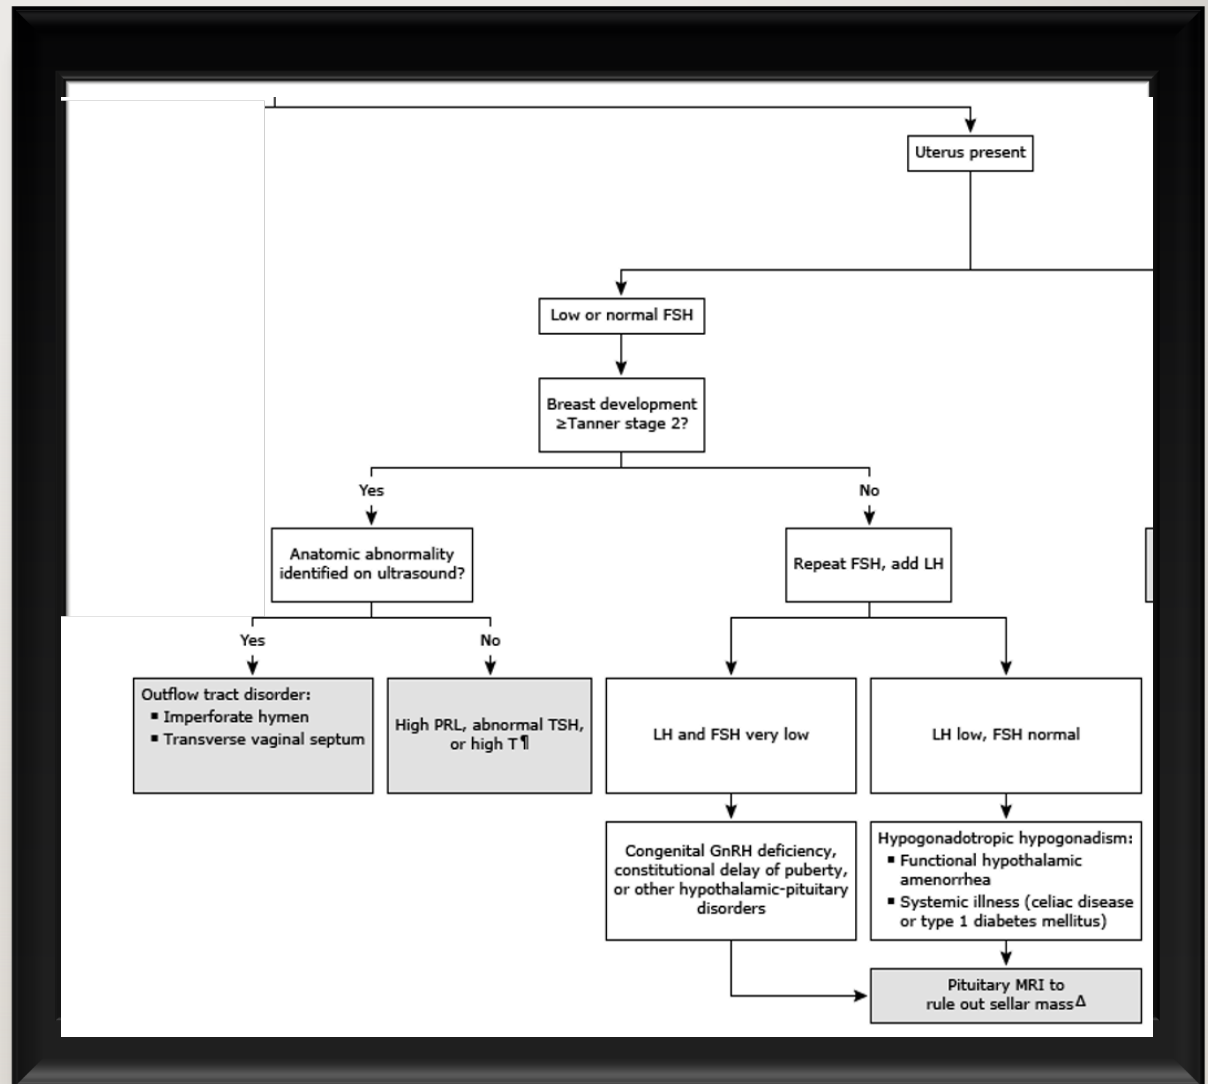 Uterus present
Low or normal FSH
Breast development
≥Tanner stage 2?
Yes
No
Anatomic abnormality
identified on ultrasound?
Repeat FSH, add LH
Yes
No
Outflow tract disorder:
▪ Imperforate hymen
▪ Transverse vaginal septum
High PRL, abnormal TSH,
or high T¶
LH and FSH very low
LH low, FSH normal
Congenital GnRH deficiency,
constitutional delay of puberty,
or other hypothalamic-pituitary
disorders
Hypogonadotropic hypogonadism:
▪ Functional hypothalamic
amenorrhea
▪ Systemic illness (celiac disease
or type 1 diabetes mellitus)
Pituitary MRI to
rule out sellar massΔ